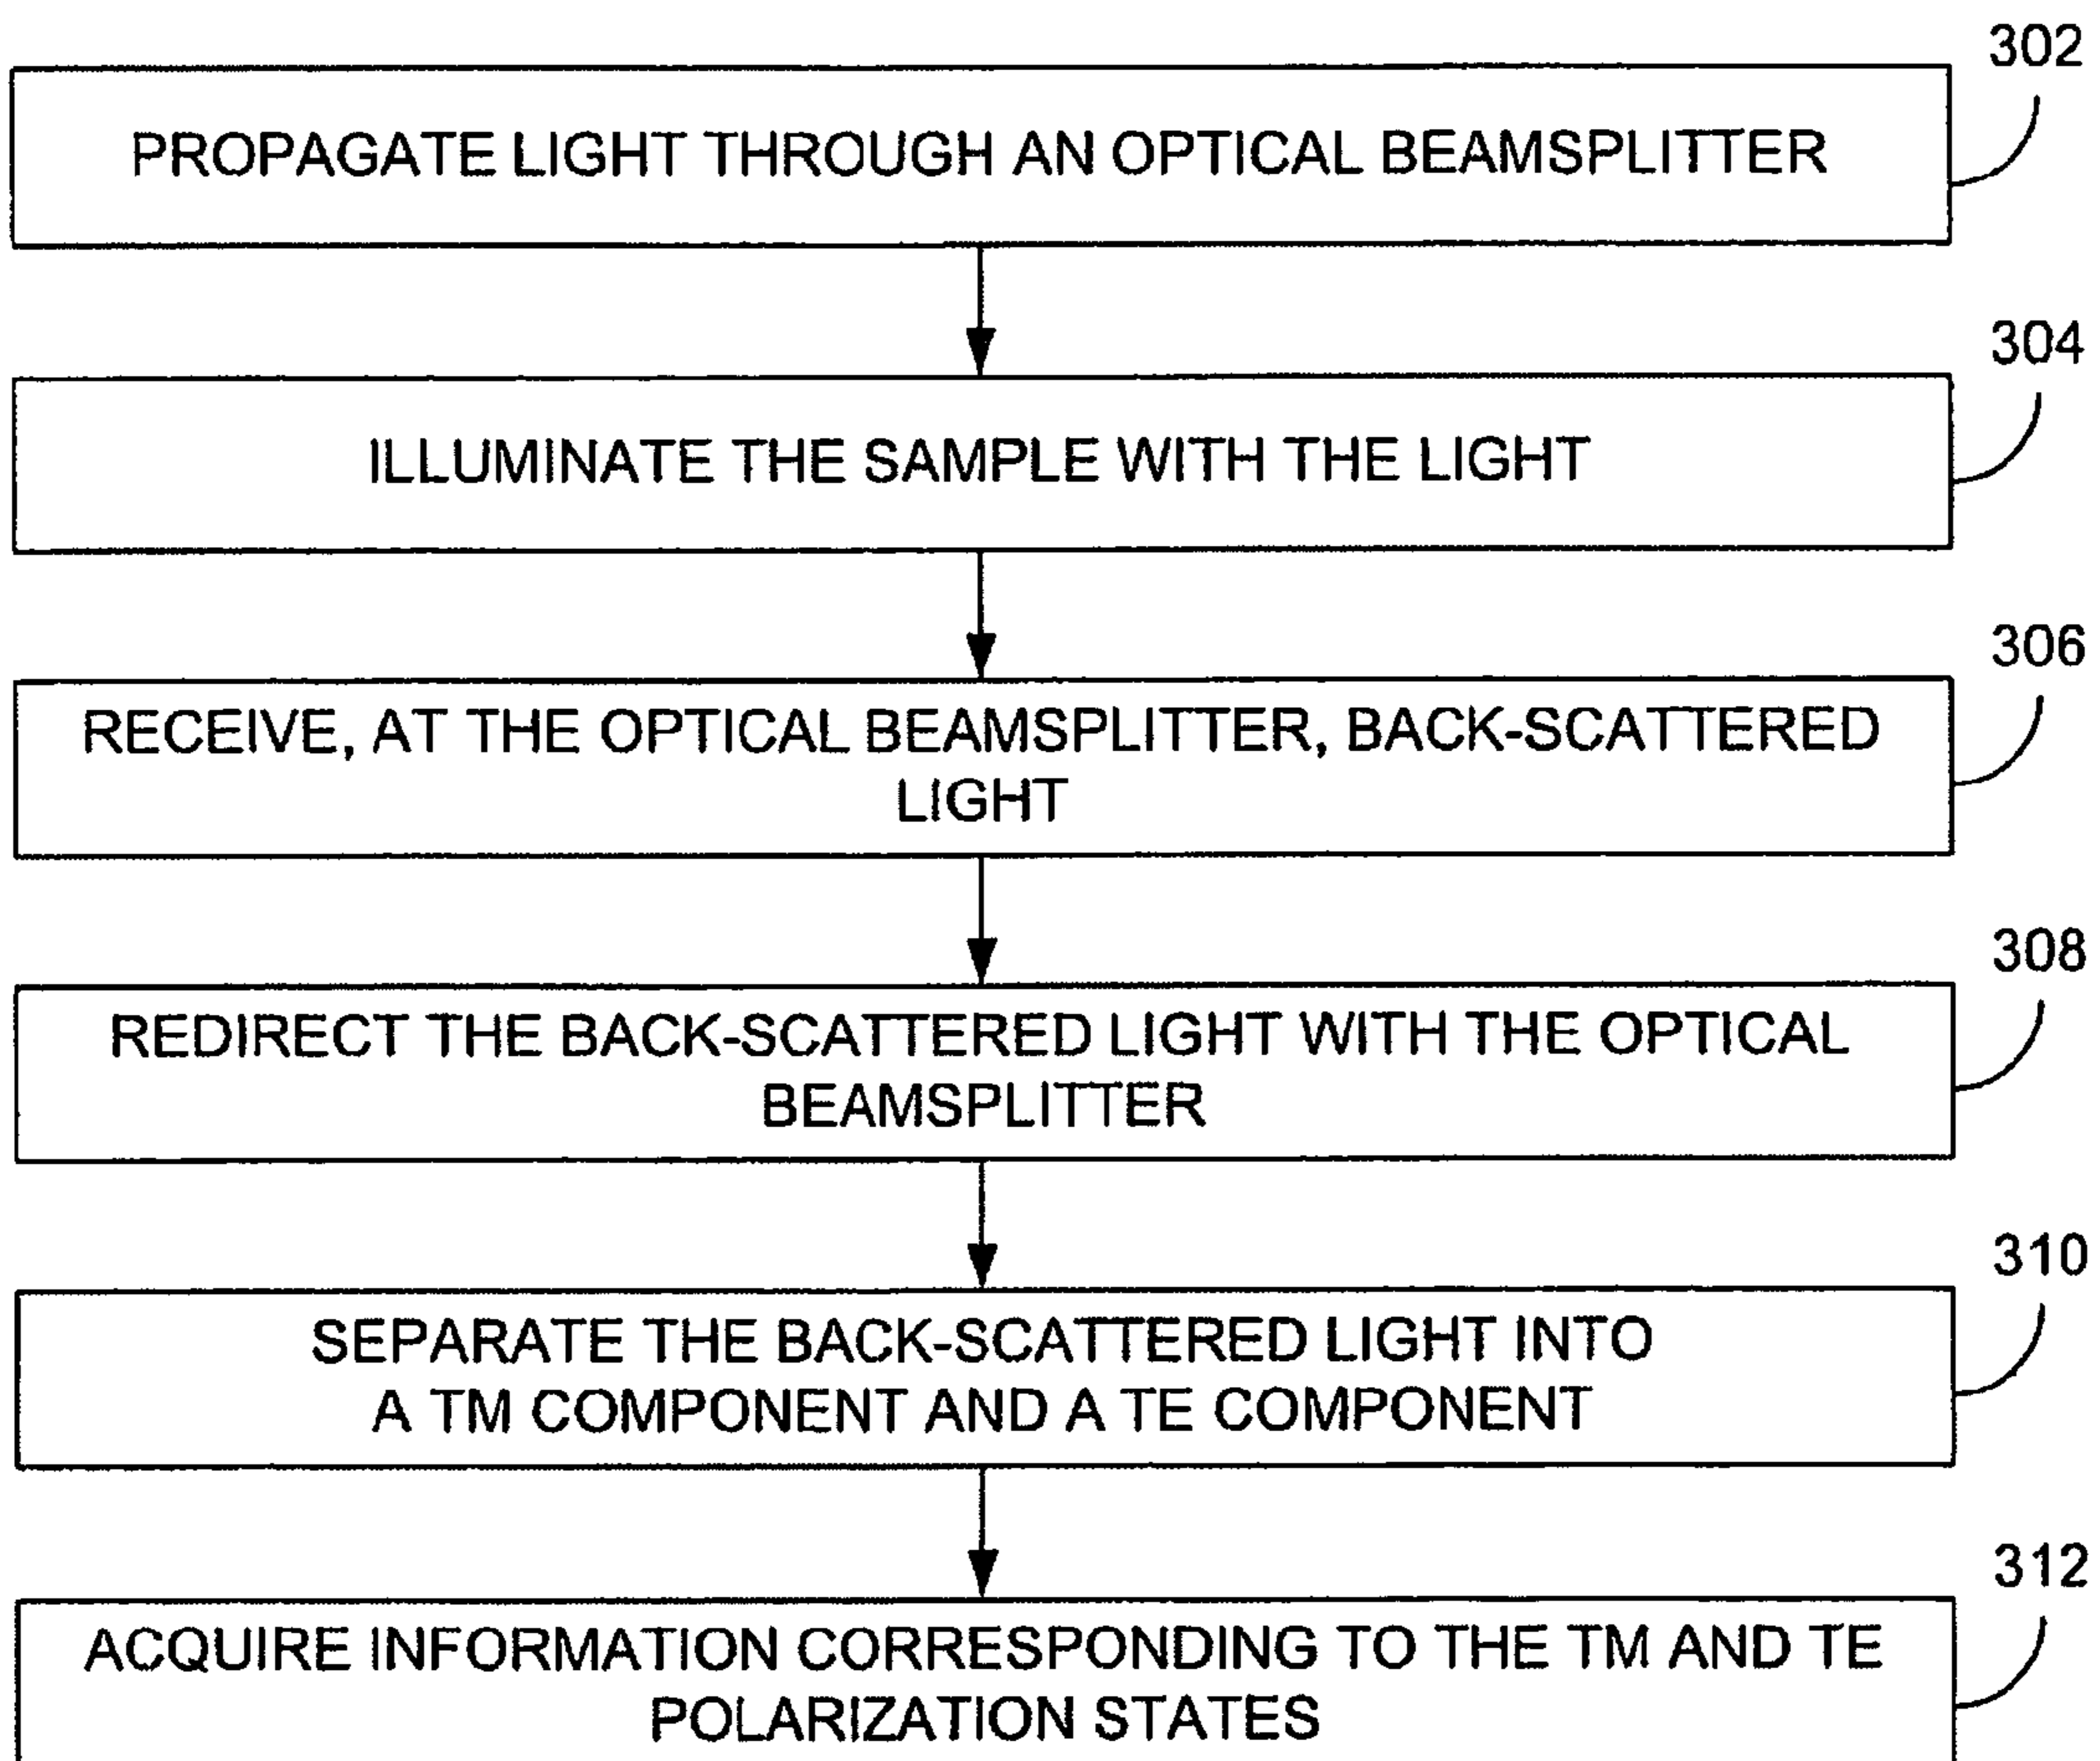 302
PROPAGATE LIGHT THROUGH AN OPTICAL BEAMSPLITTER
304
ILLUMINATE THE SAMPLE WITH THE LIGHT
306
RECEIVE, AT THE OPTICAL BEAMSPLITTER, BACK-SCATTERED
LIGHT
308
REDIRECT THE BACK-SCATTERED LIGHT WITH THE OPTICAL
BEAMSPLITTER
310
SEPARATE THE BACK-SCATTERED LIGHT INTO
A TM COMPONENT AND A TE COMPONENT
312
ACQUIRE INFORMATION CORRESPONDING TO THE TM AND TE
POLARIZATION STATES